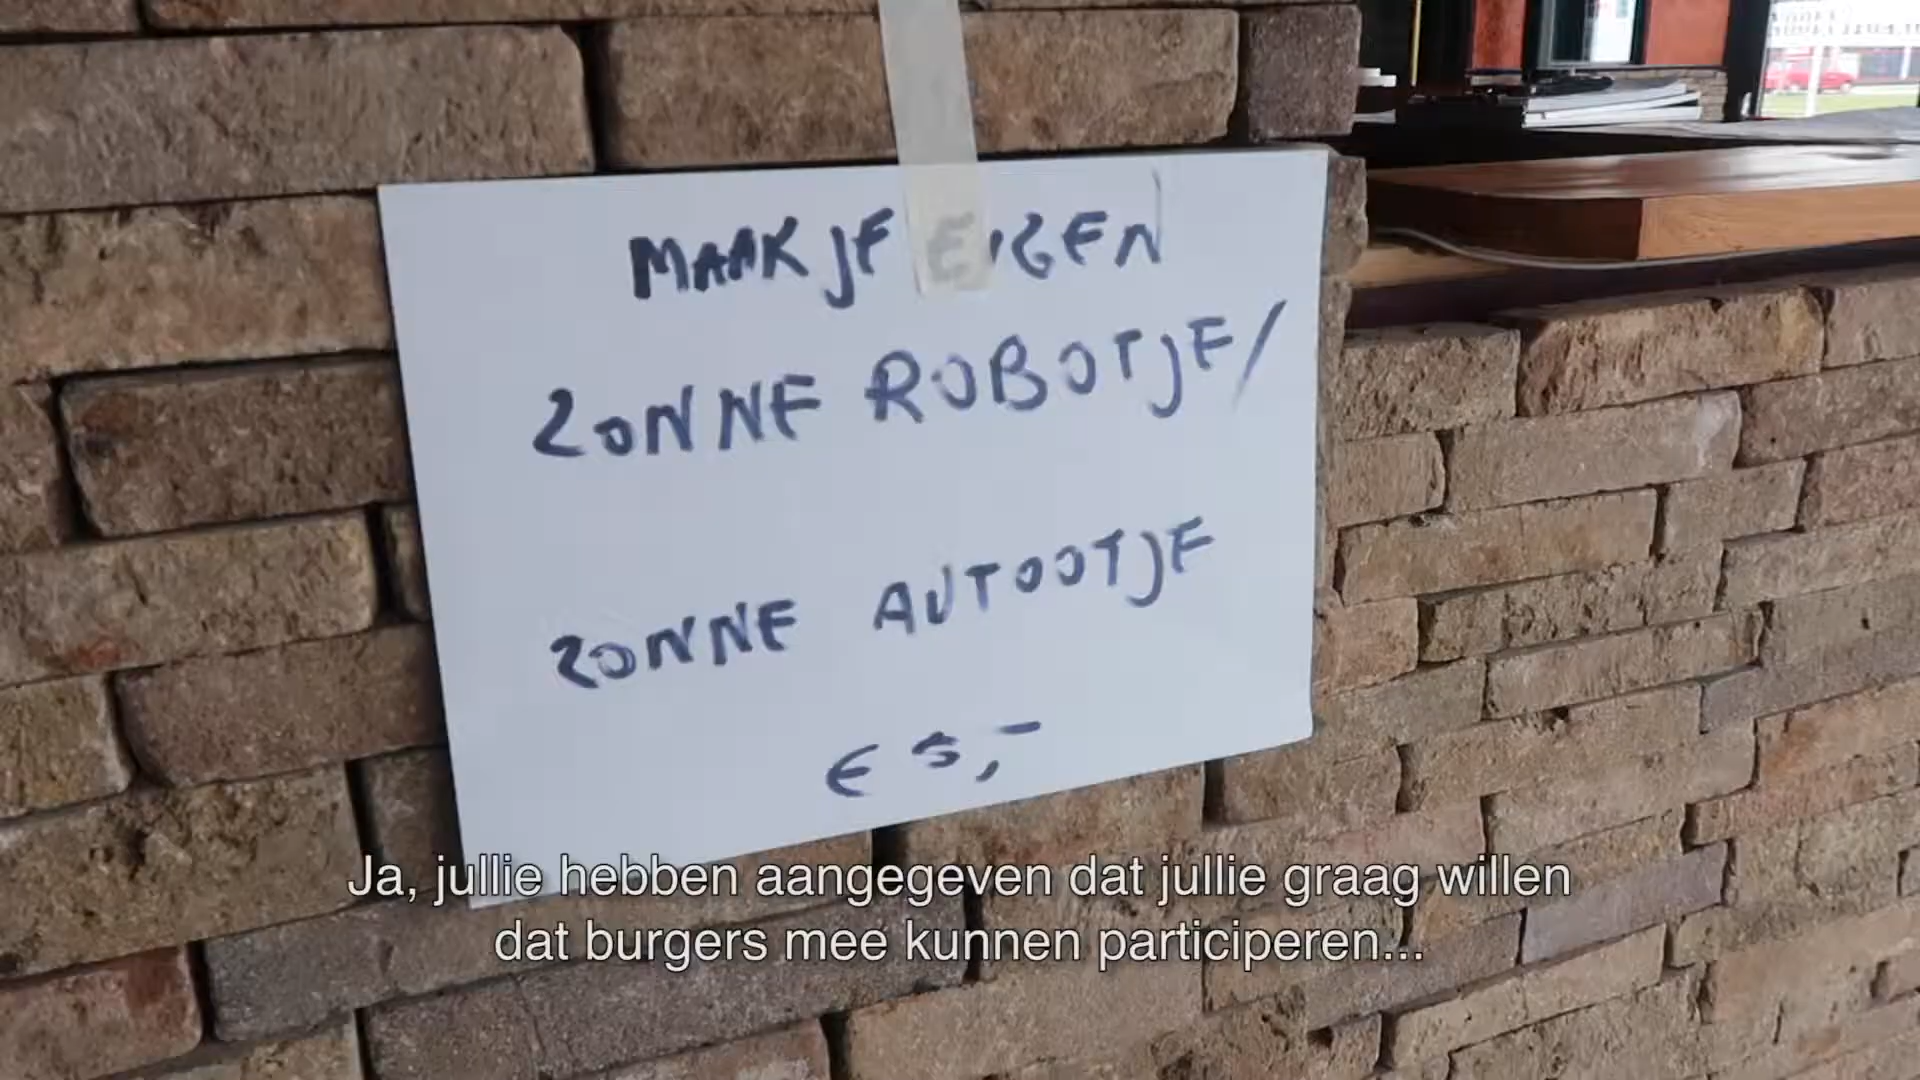 MAAK JE EIGEN
ZONNE ROBOTJE/
ZONNE AUTOOTJE
€ 5,-
Ja, jullie hebben aangegeven dat jullie graag willen
dat burgers mee kunnen participeren...